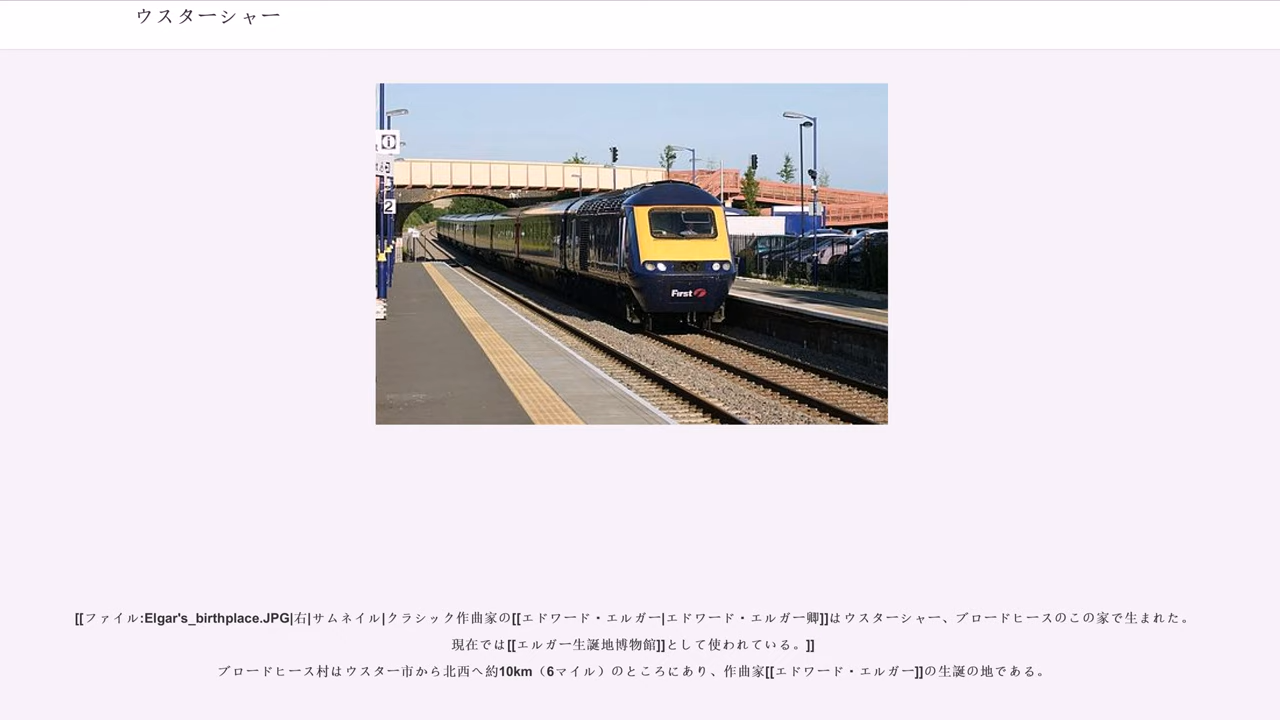 ウスターシャー
2
First
[[ファイル:Elgar's_birthplace.JPG|右|サムネイル|クラシック作曲家の[[エドワード・エルガー|エドワード・エルガー卿]]はウスターシャー、ブロードヒースのこの家で生まれた。
現在では[[エルガー生誕地博物館]]として使われている。]]
ブロードヒース村はウスター市から北西へ約10km（6マイル）のところにあり、作曲家[[エドワード・エルガー]]の生誕の地である。